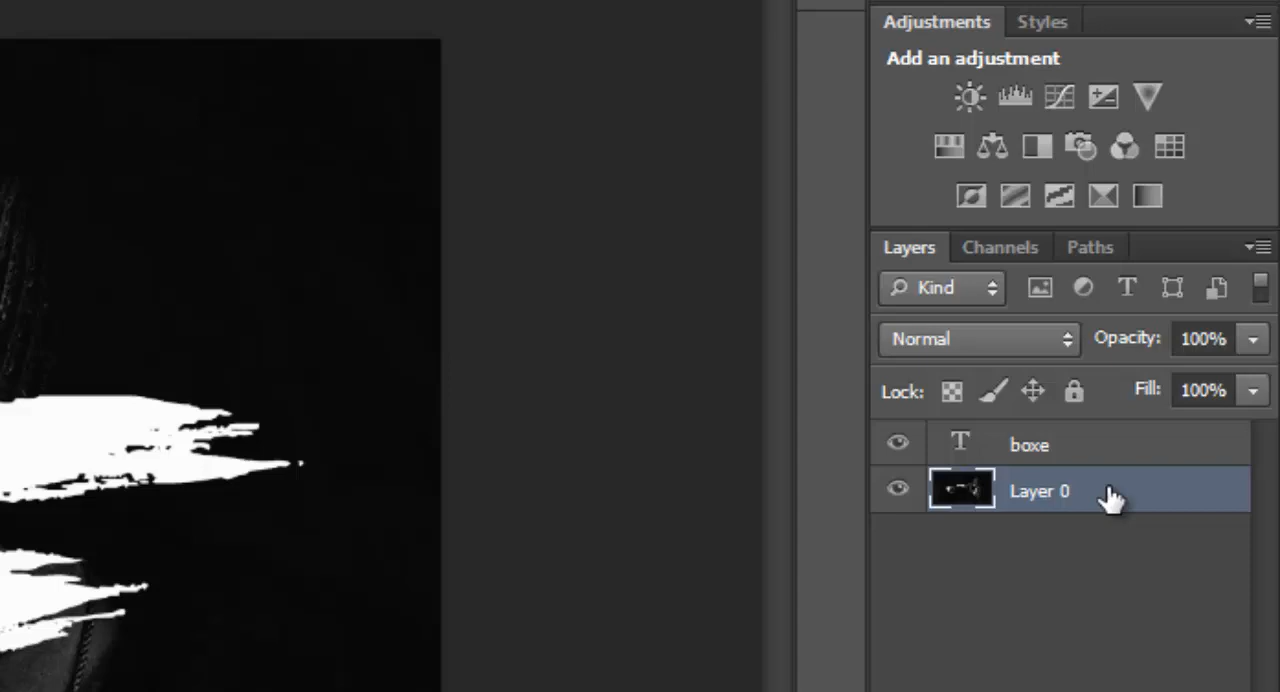 Adjustments Styles
Add an adjustment
Layers Channels Paths
Kind T
Normal Opacity: 100%
Lock: Fill: 100%
T boxe
Layer 0